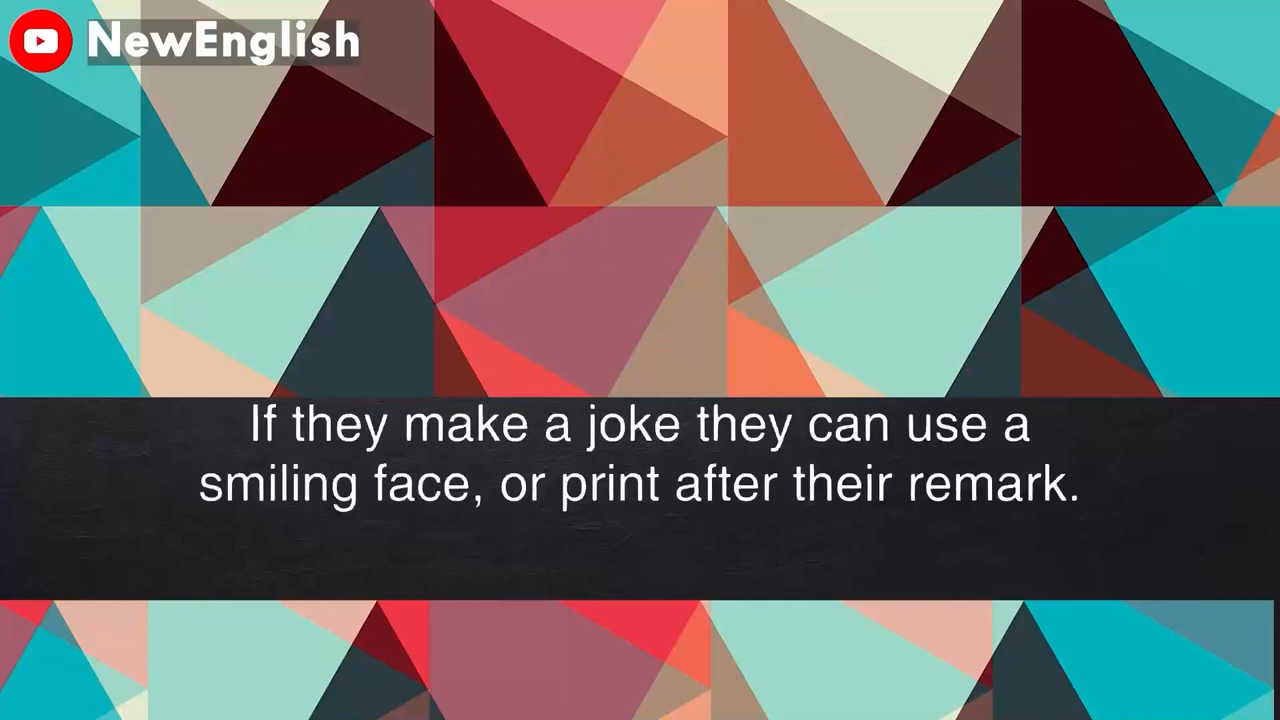 NewEnglish
If they make a joke they can use a
smiling face, or print after their remark.